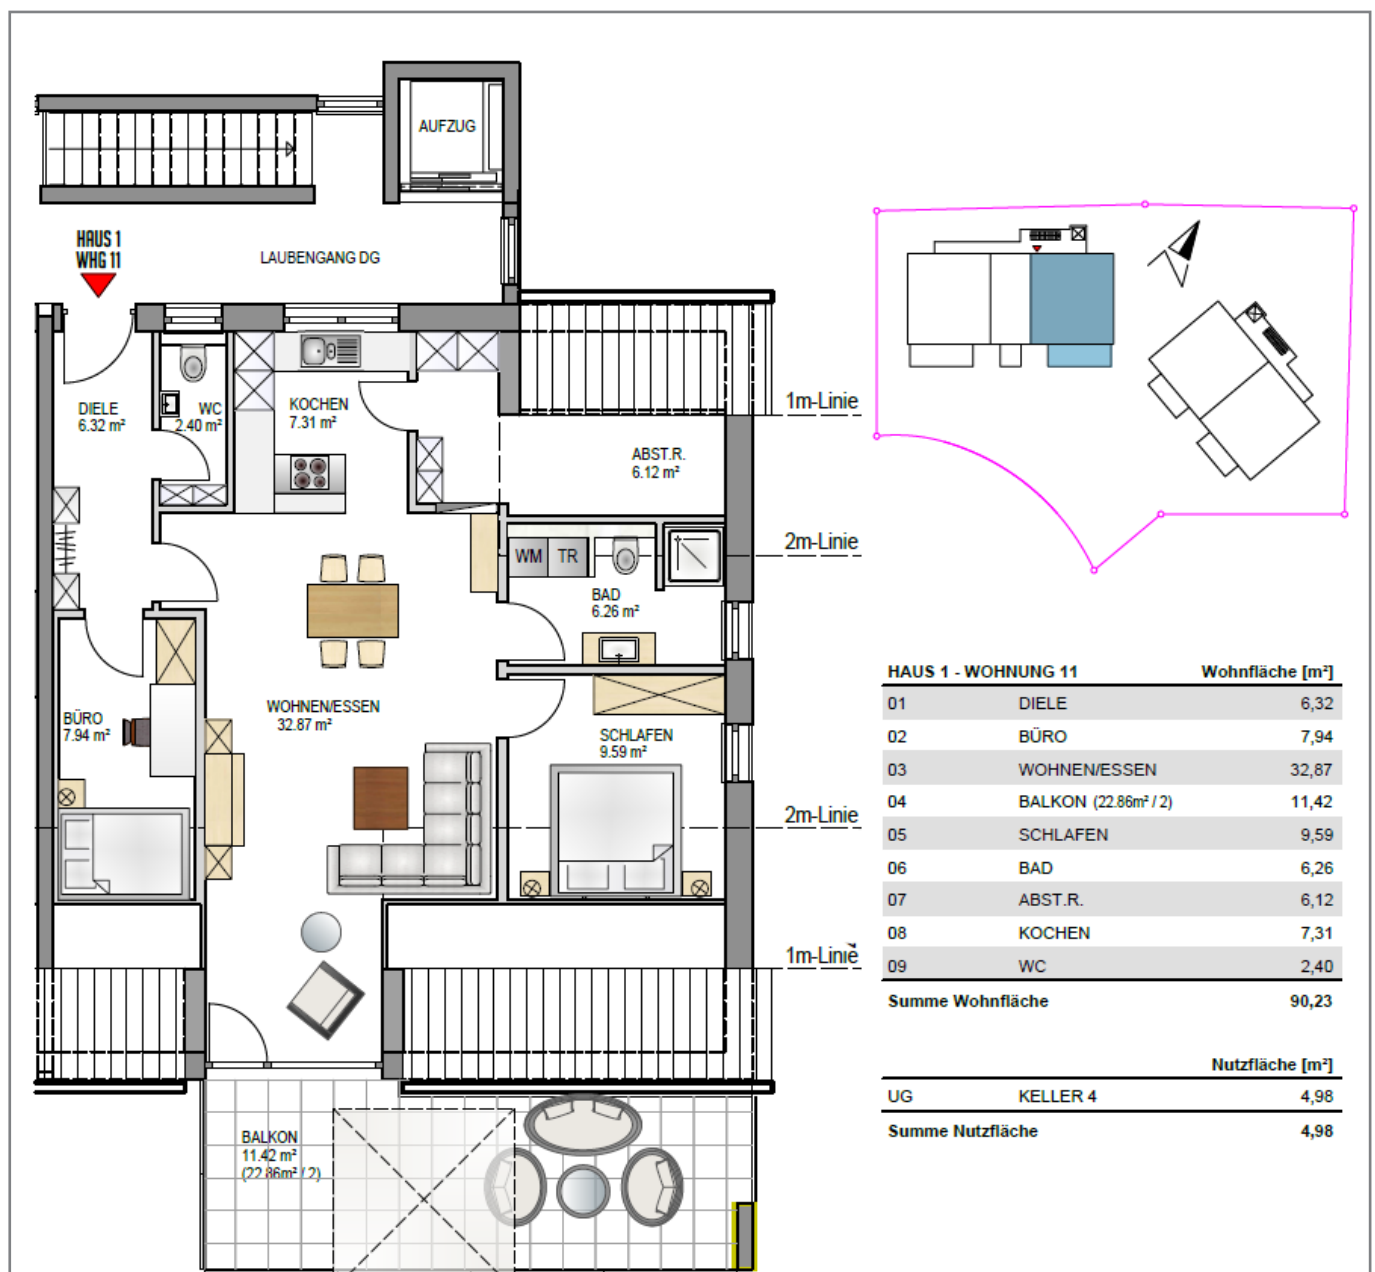 AUFZUG
HAUS 1
WHG 11
LAUBENGANG DG
DIELE
6.32 m²
WC
2.40 m²
KOCHEN
7.31 m²
1m-Linie
ABST.R.
6.12 m²
2m-Linie
WM
TR
BAD
6.26 m²
WOHNEN/ESSEN
32.87 m²
BÜRO
7.94 m²
SCHLAFEN
9.59 m²
2m-Linie
1m-Linie
BALKON
11.42 m²
(22.86m² / 2)
HAUS 1 - WOHNUNG 11 Wohnfläche [m²]
01 DIELE 6,32
02 BÜRO 7,94
03 WOHNEN/ESSEN 32,87
04 BALKON (22.86m² / 2) 11,42
05 SCHLAFEN 9,59
06 BAD 6,26
07 ABST.R. 6,12
08 KOCHEN 7,31
09 WC 2,40
Summe Wohnfläche 90,23
Nutzfläche [m²]
UG KELLER 4 4,98
Summe Nutzfläche 4,98